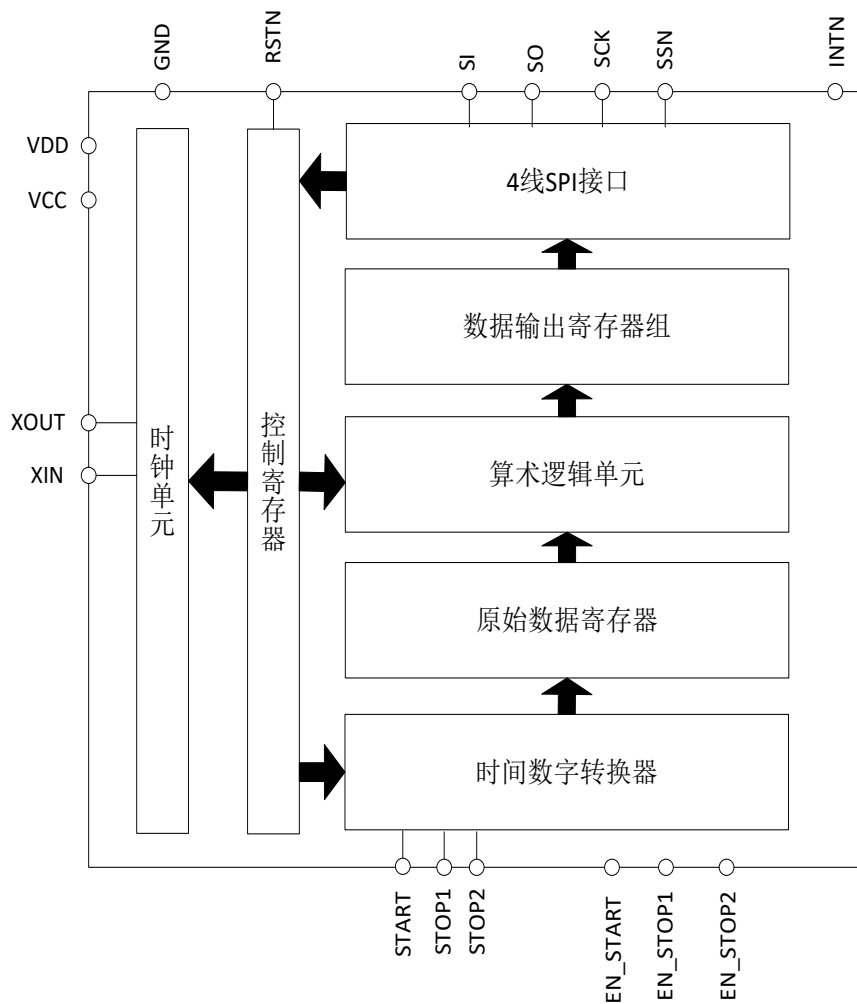 GND
RSTN
SI
SO
SCK
SSN
INTN
VDD
VCC
4线SPI接口
数据输出寄存器组
XOUT
XIN
时钟单元
控制寄存器
算术逻辑单元
原始数据寄存器
时间数字转换器
START
STOP1
STOP2
EN_START
EN_STOP1
EN_STOP2